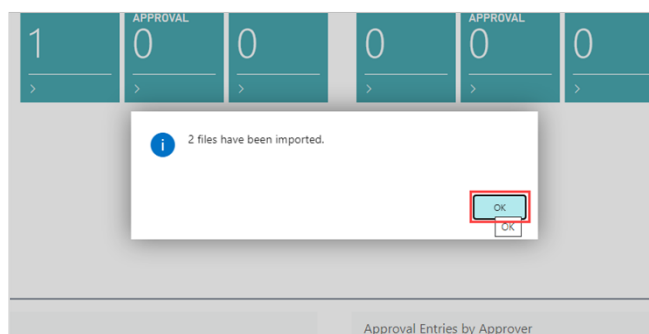 APPROVAL APPROVAL
1 0 0 0 0 0
> > > > > >
i 2 files have been imported.
OK
OK
Approval Entries by Approver